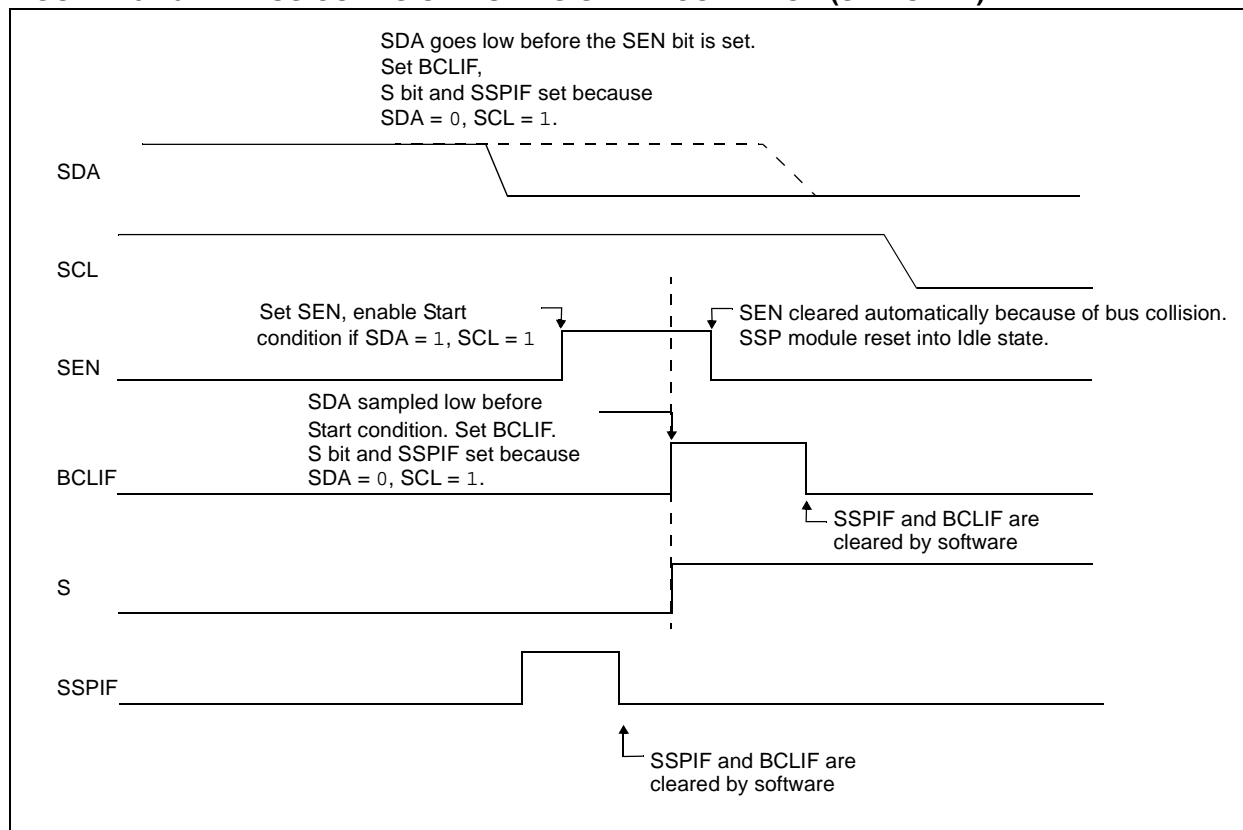 SDA goes low before the SEN bit is set.
Set BCLIF,
S bit and SSPIF set because
SDA = 0, SCL = 1.
SDA
SCL
Set SEN, enable Start
condition if SDA = 1, SCL = 1
SEN cleared automatically because of bus collision.
SSP module reset into Idle state.
SEN
SDA sampled low before
Start condition. Set BCLIF.
S bit and SSPIF set because
SDA = 0, SCL = 1.
BCLIF
SSPIF and BCLIF are
cleared by software
S
SSPIF
SSPIF and BCLIF are
cleared by software